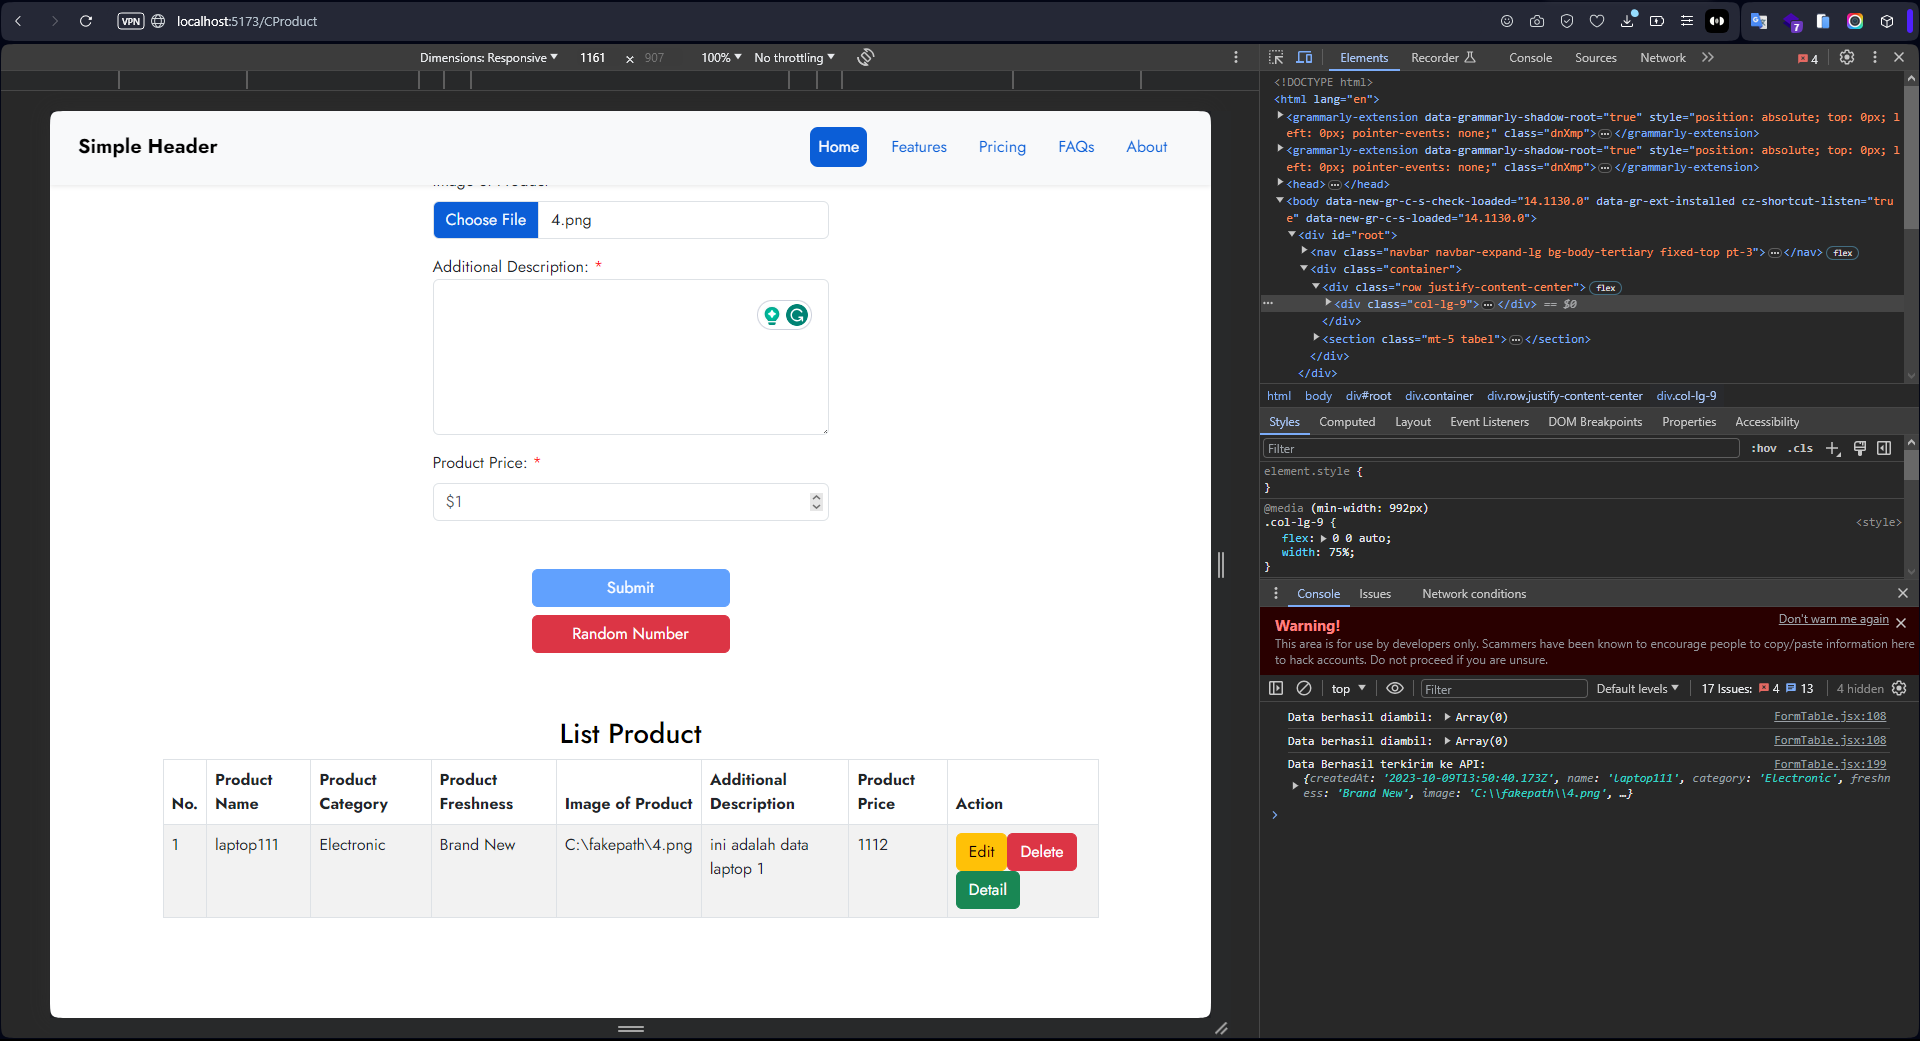 VPN localhost:5173/CProduct
7
Dimensions: Responsive 1161 x 907 100% No throttling
Elements Recorder Console Sources Network 4
Simple Header Home Features Pricing FAQs About
Image of Product
Choose File 4.png
Additional Description: *
Product Price: *
$1
Submit
Random Number
List Product
No. Product Name Product Category Product Freshness Image of Product Additional Description Product Price Action
1 laptop111 Electronic Brand New C:\fakepath\4.png ini adalah data laptop 1 1112 Edit Delete Detail
<!DOCTYPE html>
<html lang="en">
<grammarly-extension data-grammarly-shadow-root="true" style="position: absolute; top: 0px; l
eft: 0px; pointer-events: none;" class="dnXmp">…</grammarly-extension>
<grammarly-extension data-grammarly-shadow-root="true" style="position: absolute; top: 0px; l
eft: 0px; pointer-events: none;" class="dnXmp">…</grammarly-extension>
<head>…</head>
<body data-new-gr-c-s-check-loaded="14.1130.0" data-gr-ext-installed cz-shortcut-listen="tru
e" data-new-gr-c-s-loaded="14.1130.0">
<div id="root">
<nav class="navbar navbar-expand-lg bg-body-tertiary fixed-top pt-3">…</nav> flex
<div class="container">
<div class="row justify-content-center"> flex
… <div class="col-lg-9">…</div> == $0
</div>
<section class="mt-5 tabel">…</section>
</div>
</div>
html body div#root div.container div.row.justify-content-center div.col-lg-9
Styles Computed Layout Event Listeners DOM Breakpoints Properties Accessibility
Filter :hov .cls
element.style {
}
@media (min-width: 992px)
.col-lg-9 { <style>
flex: 0 0 auto;
width: 75%;
}
Console Issues Network conditions
Warning! Don't warn me again
This area is for use by developers only. Scammers have been known to encourage people to copy/paste information here
to hack accounts. Do not proceed if you are unsure.
top Filter Default levels 17 Issues: 4 13 4 hidden
Data berhasil diambil: Array(0) FormTable.jsx:108
Data berhasil diambil: Array(0) FormTable.jsx:108
Data Berhasil terkirim ke API: FormTable.jsx:199
{createdAt: '2023-10-09T13:50:40.173Z', name: 'laptop111', category: 'Electronic', freshn
ess: 'Brand New', image: 'C:\\fakepath\\4.png', …}